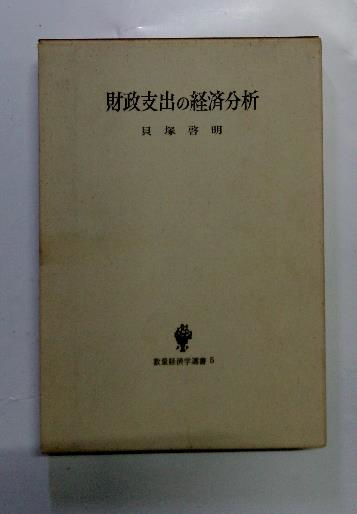 財政支出の経済分析
貝塚啓明
数量経済学選書 5